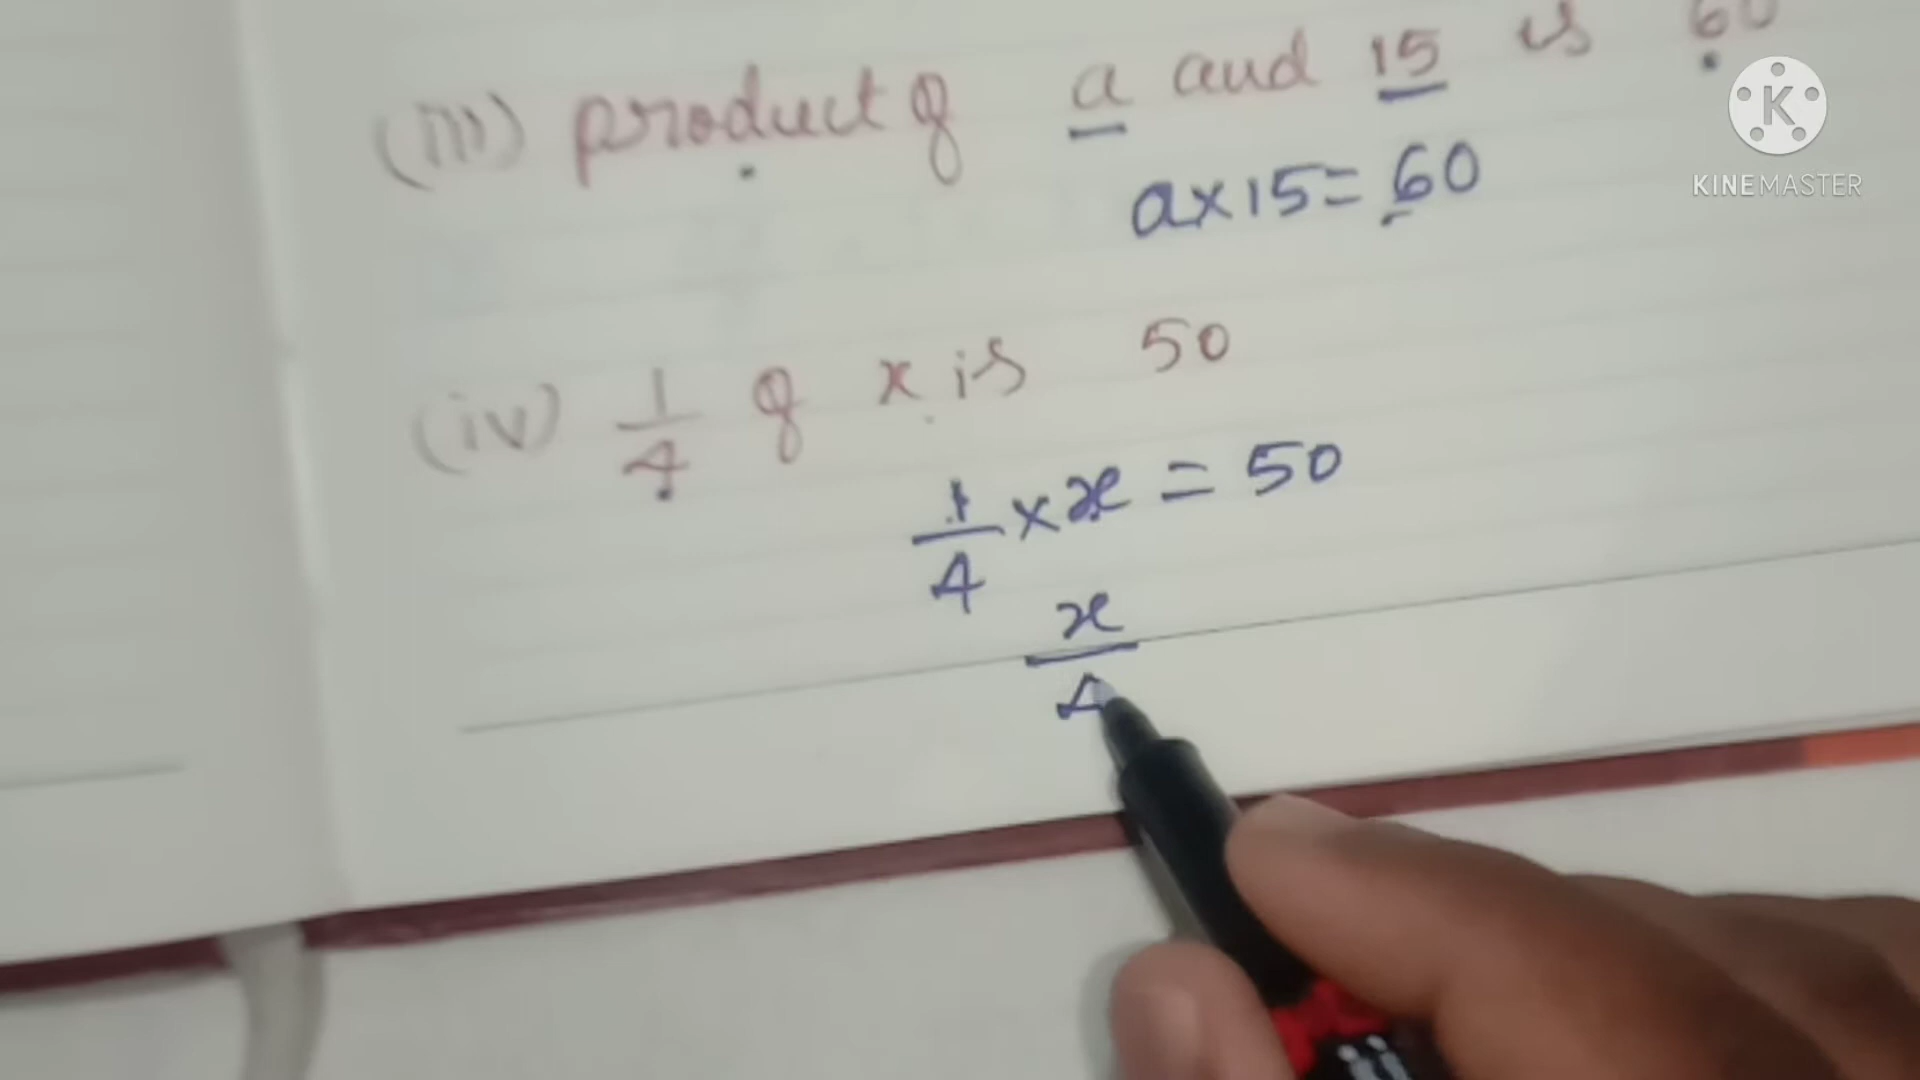 (iii) product of a and 15 is 60
K
KINEMASTER
a×15=60
(iv) 1/4 of x is 50
1/4 × x = 50
x/4